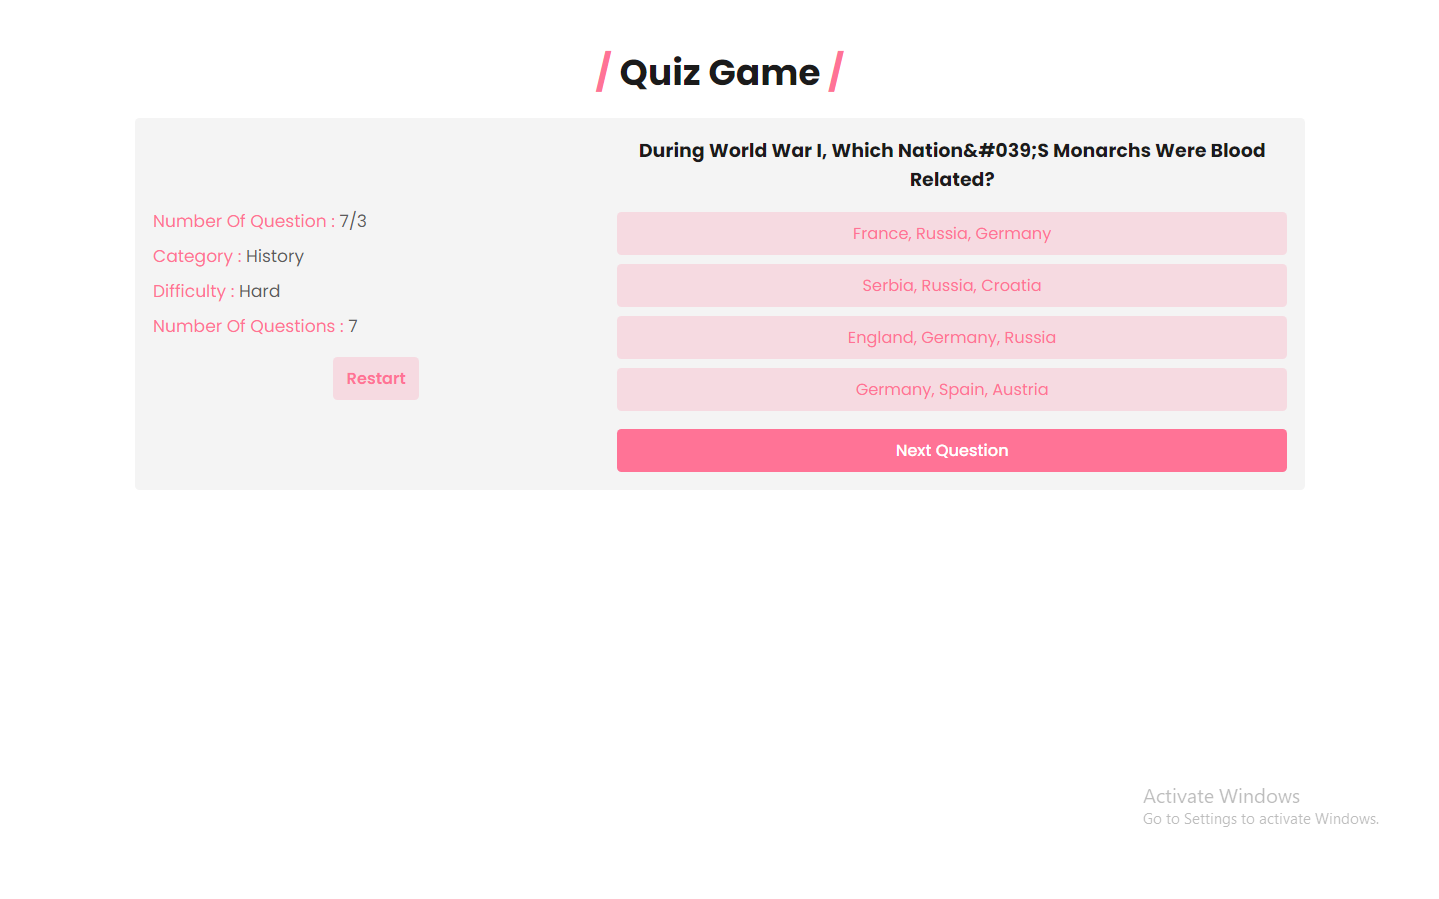 / Quiz Game /
Number Of Question : 7/3
Category : History
Difficulty : Hard
Number Of Questions : 7
Restart
During World War I, Which Nation&#039;S Monarchs Were Blood
Related?
France, Russia, Germany
Serbia, Russia, Croatia
England, Germany, Russia
Germany, Spain, Austria
Next Question
Activate Windows
Go to Settings to activate Windows.